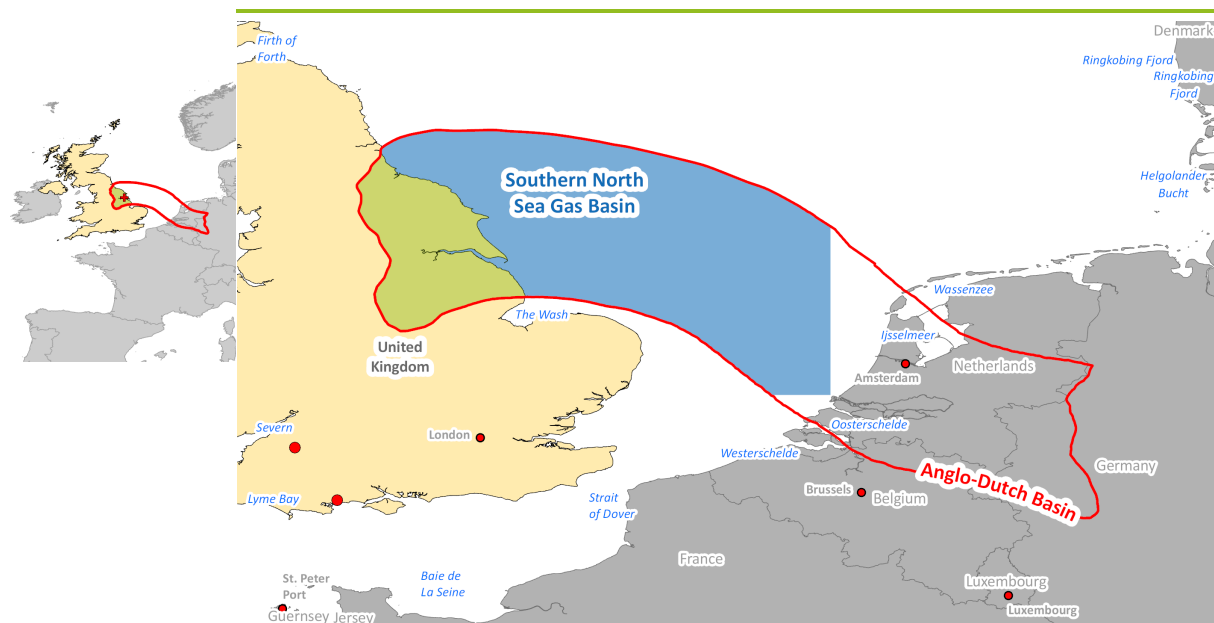 Denmark
Firth of
Forth
Ringkobing Fjord
Ringkobing
Fjord
Southern North
Sea Gas Basin
Helgolander
Bucht
Wassenzee
The Wash
Ijsselmeer
United
Kingdom
Netherlands
Amsterdam
Severn
London
Oosterschelde
Westerschelde
Germany
Anglo-Dutch Basin
Lyme Bay
Strait
of Dover
Brussels
Belgium
France
St. Peter
Port
Baie de
La Seine
Luxembourg
Luxembourg
Guernsey Jersey